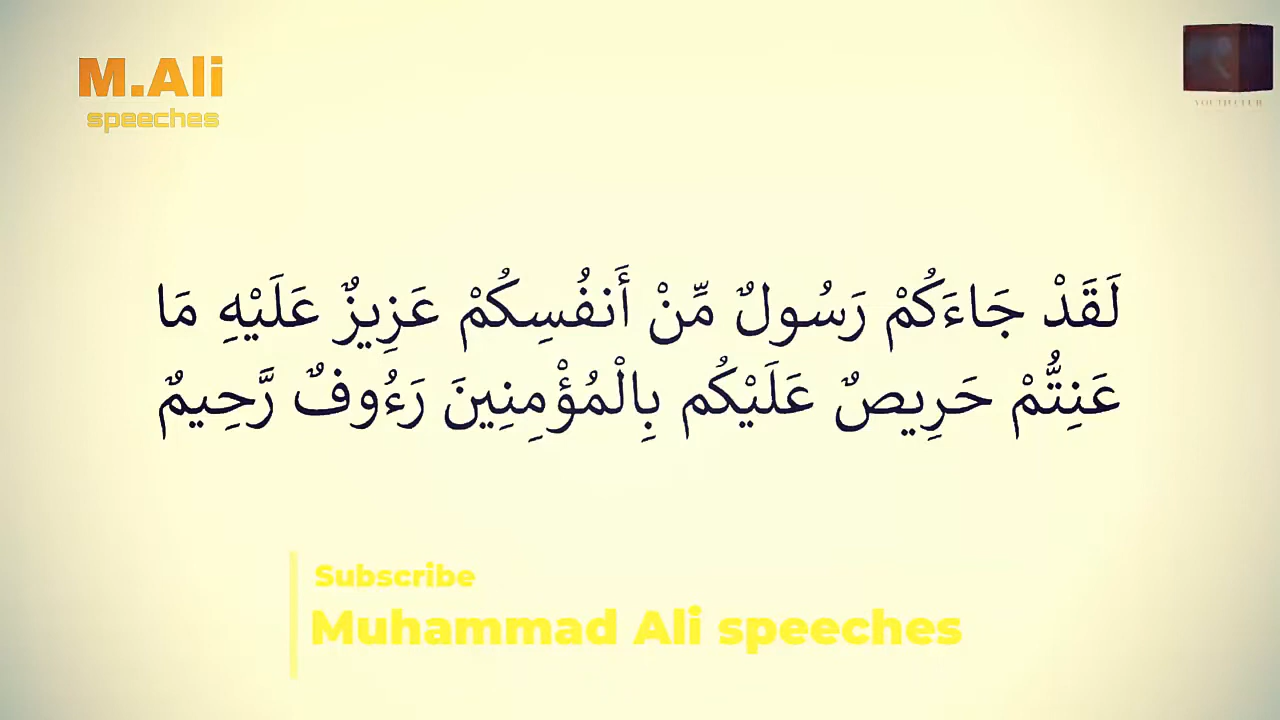 M.Ali
speeches
لَقَدْ جَاءَكُمْ رَسُولٌ مِّنْ أَنفُسِكُمْ عَزِيزٌ عَلَيْهِ مَا
عَنِتُّمْ حَرِيصٌ عَلَيْكُم بِالْمُؤْمِنِينَ رَءُوفٌ رَّحِيمٌ
Subscribe
Muhammad Ali speeches